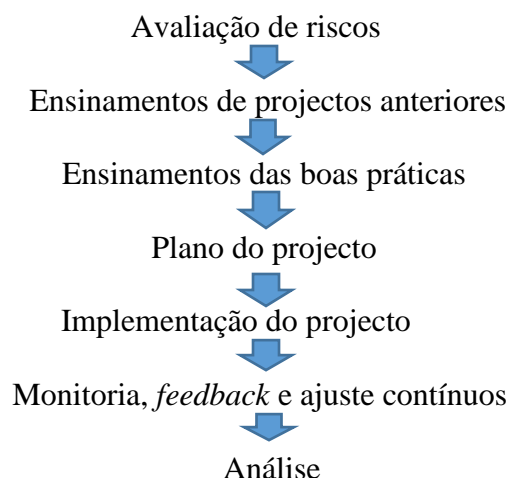 Avaliação de riscos
Ensinamentos de projectos anteriores
Ensinamentos das boas práticas
Plano do projecto
Implementação do projecto
Monitoria, feedback e ajuste contínuos
Análise